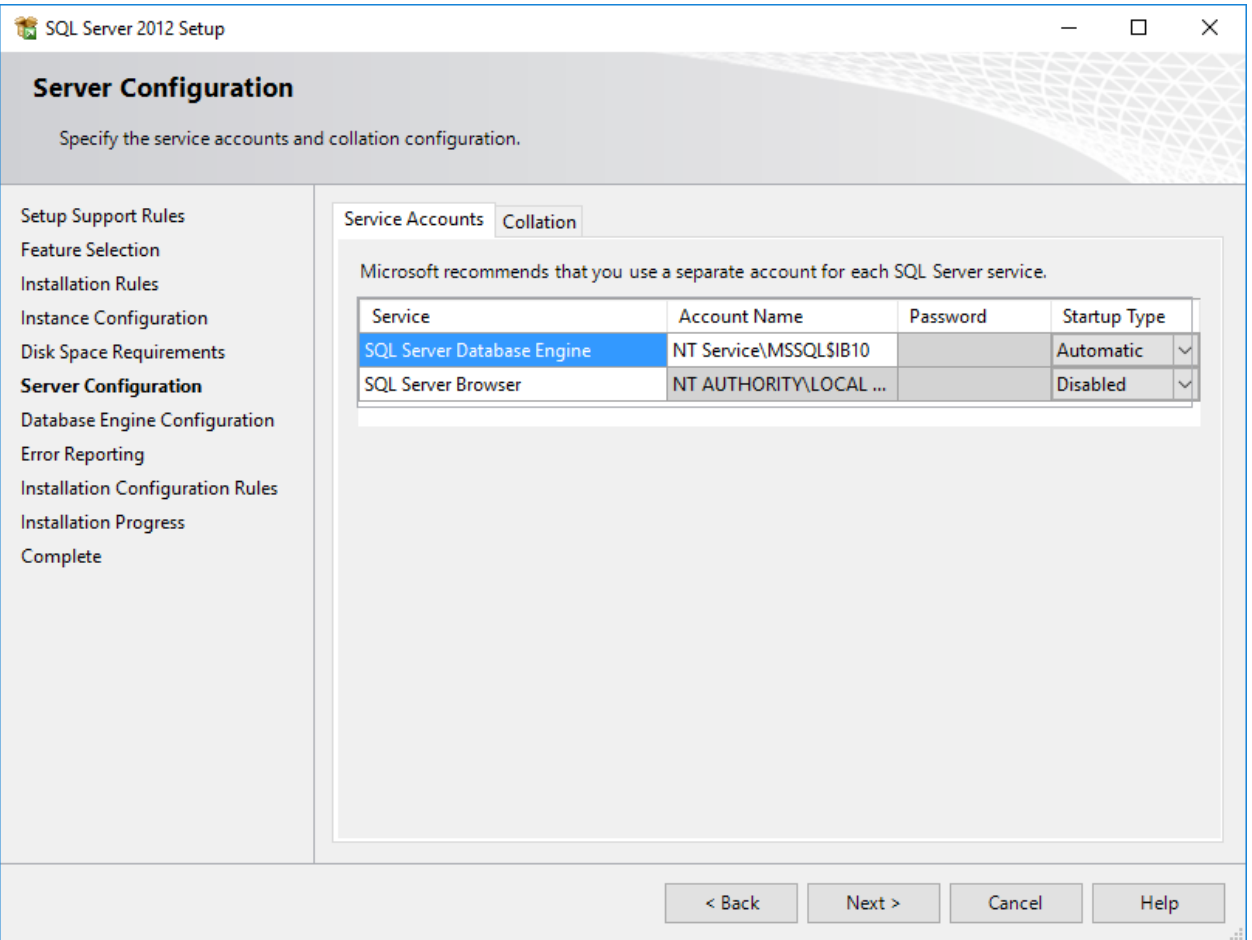 SQL Server 2012 Setup
Server Configuration
Specify the service accounts and collation configuration.
Setup Support Rules
Feature Selection
Installation Rules
Instance Configuration
Disk Space Requirements
Server Configuration
Database Engine Configuration
Error Reporting
Installation Configuration Rules
Installation Progress
Complete
Service Accounts Collation
Microsoft recommends that you use a separate account for each SQL Server service.
Service Account Name Password Startup Type
SQL Server Database Engine NT Service\MSSQL$IB10 Automatic
SQL Server Browser NT AUTHORITY\LOCAL ... Disabled
< Back Next > Cancel Help